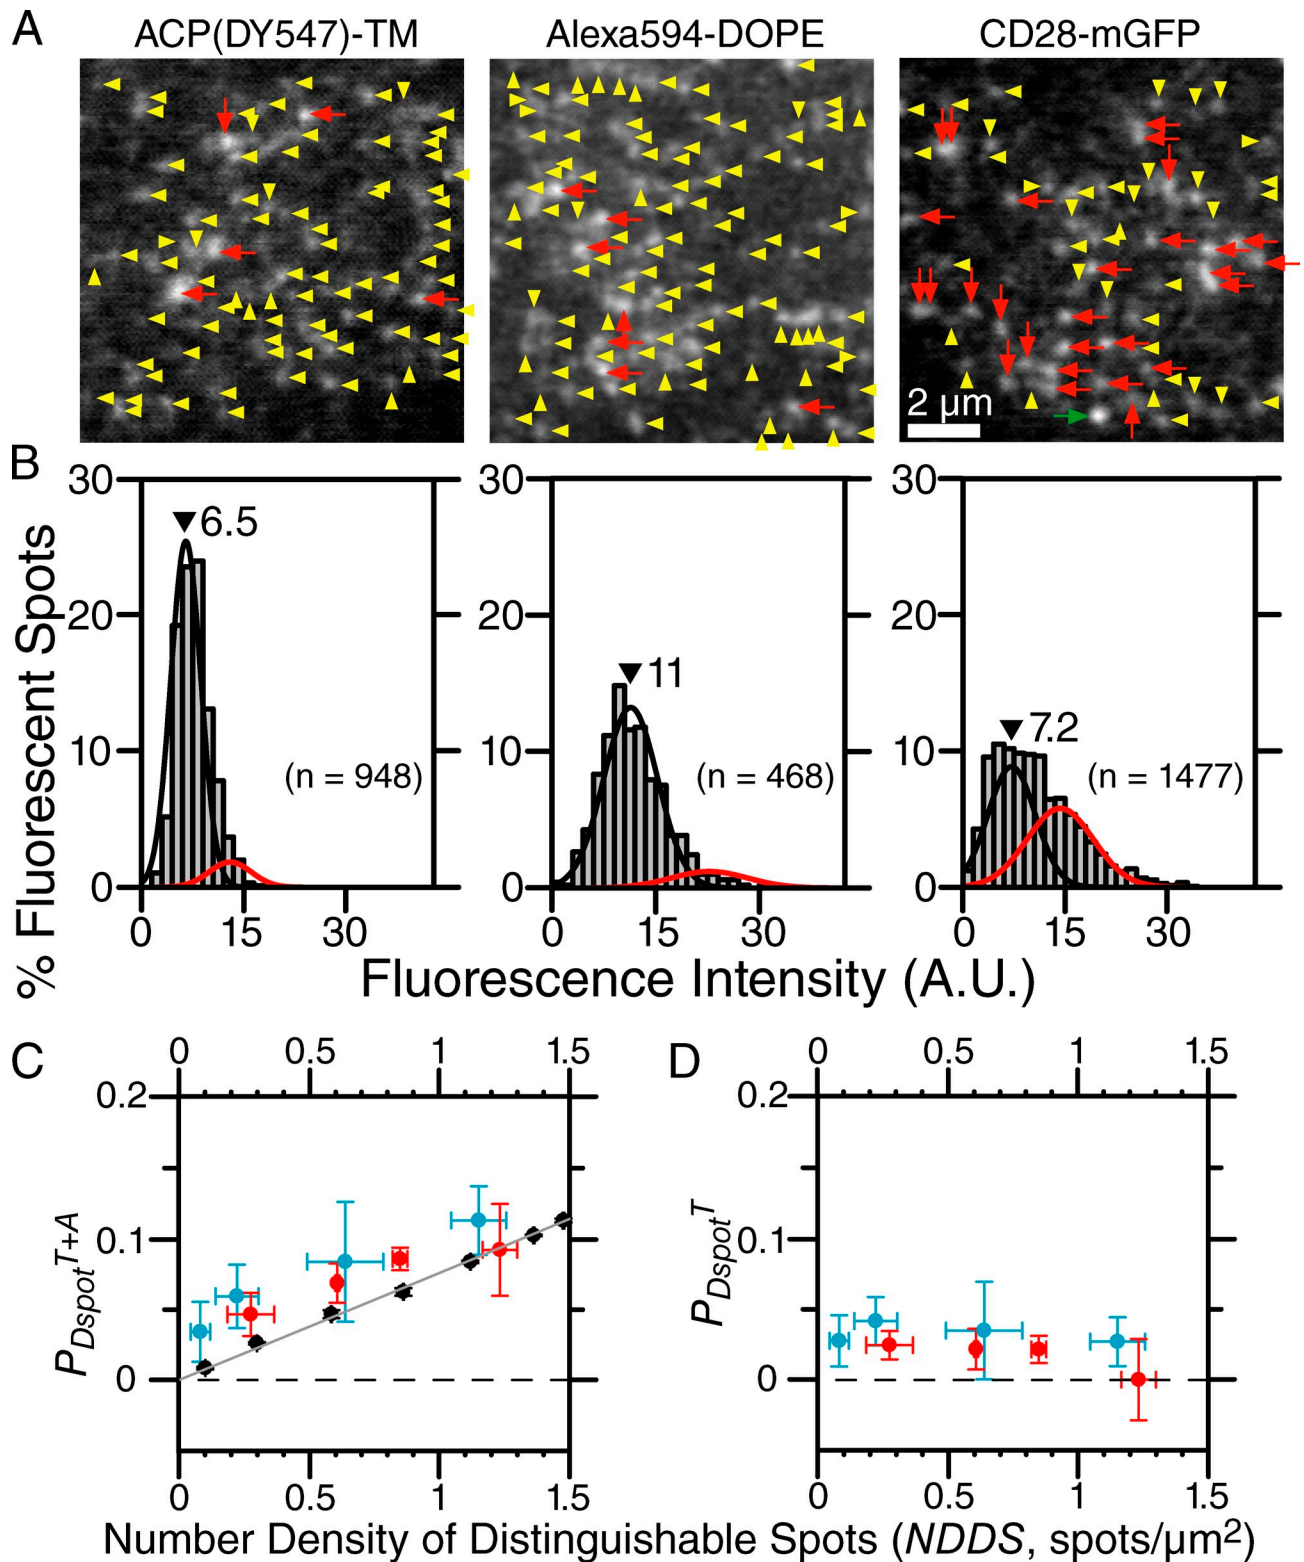 A
ACP(DY547)-TM
Alexa594-DOPE
CD28-mGFP
2 µm
B
% Fluorescent Spots
30
20
10
0
6.5
(n = 948)
0 15 30
30
20
10
0
11
(n = 468)
0 15 30
30
20
10
0
7.2
(n = 1477)
0 15 30
Fluorescence Intensity (A.U.)
C
0 0.5 1 1.5
0.2
0.1
0
PDspotT+A
0 0.5 1 1.5
D
0 0.5 1 1.5
0.2
0.1
0
PDspotT
0 0.5 1 1.5
Number Density of Distinguishable Spots (NDDS, spots/µm²)